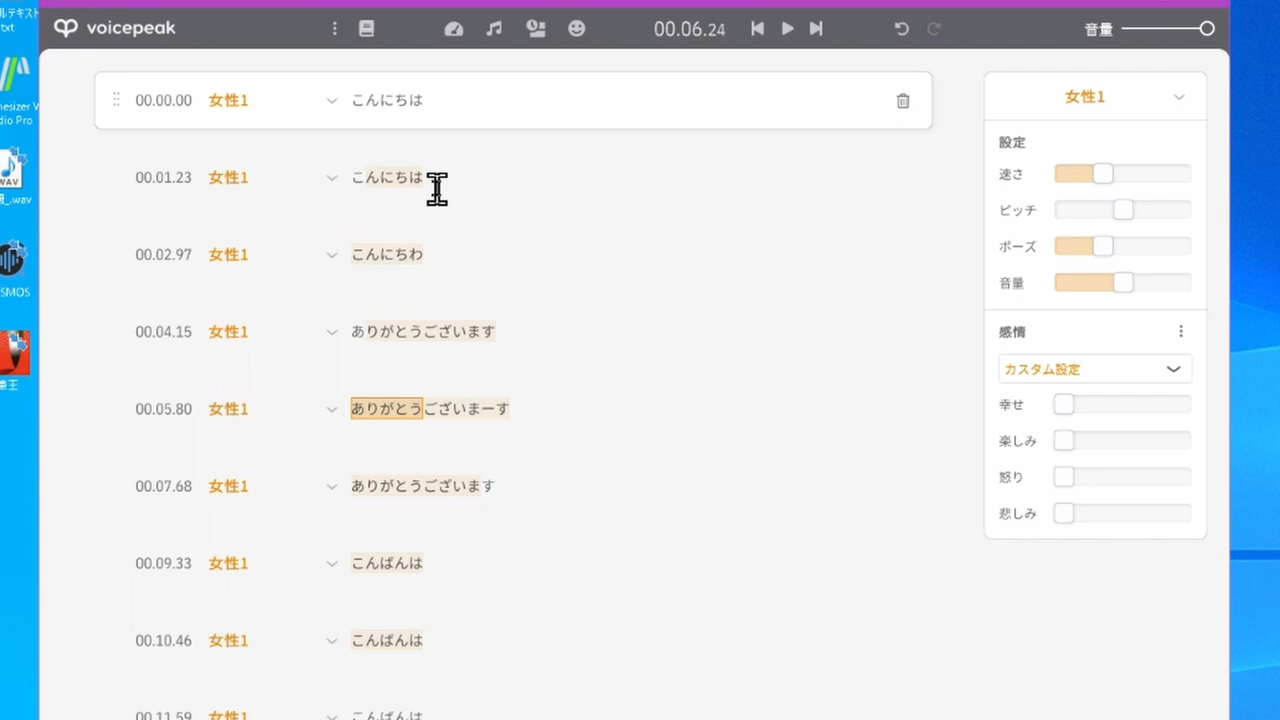 ルテキスト
.txt
nesizer V
dio Pro
WAV
_.wav
SMOS
筆王
voicepeak
00.06.24
音量
00.00.00 女性1 こんにちは
00.01.23 女性1 こんにちは
00.02.97 女性1 こんにちわ
00.04.15 女性1 ありがとうございます
00.05.80 女性1 ありがとうございまーす
00.07.68 女性1 ありがとうございます
00.09.33 女性1 こんばんは
00.10.46 女性1 こんばんは
00.11.59 女性1 こんばんは
女性1
設定
速さ
ピッチ
ポーズ
音量
感情
カスタム設定
幸せ
楽しみ
怒り
悲しみ